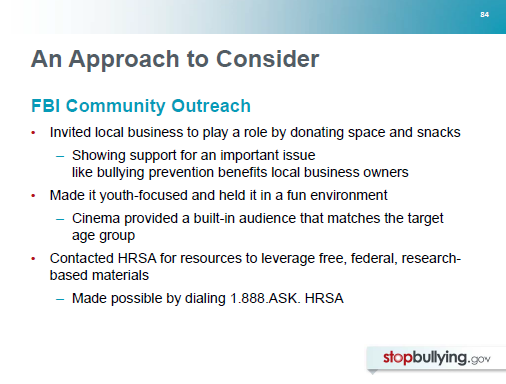 84
An Approach to Consider
FBI Community Outreach
• Invited local business to play a role by donating space and snacks
– Showing support for an important issue
like bullying prevention benefits local business owners
• Made it youth-focused and held it in a fun environment
– Cinema provided a built-in audience that matches the target
age group
• Contacted HRSA for resources to leverage free, federal, research-
based materials
– Made possible by dialing 1.888.ASK. HRSA
stopbullying.gov